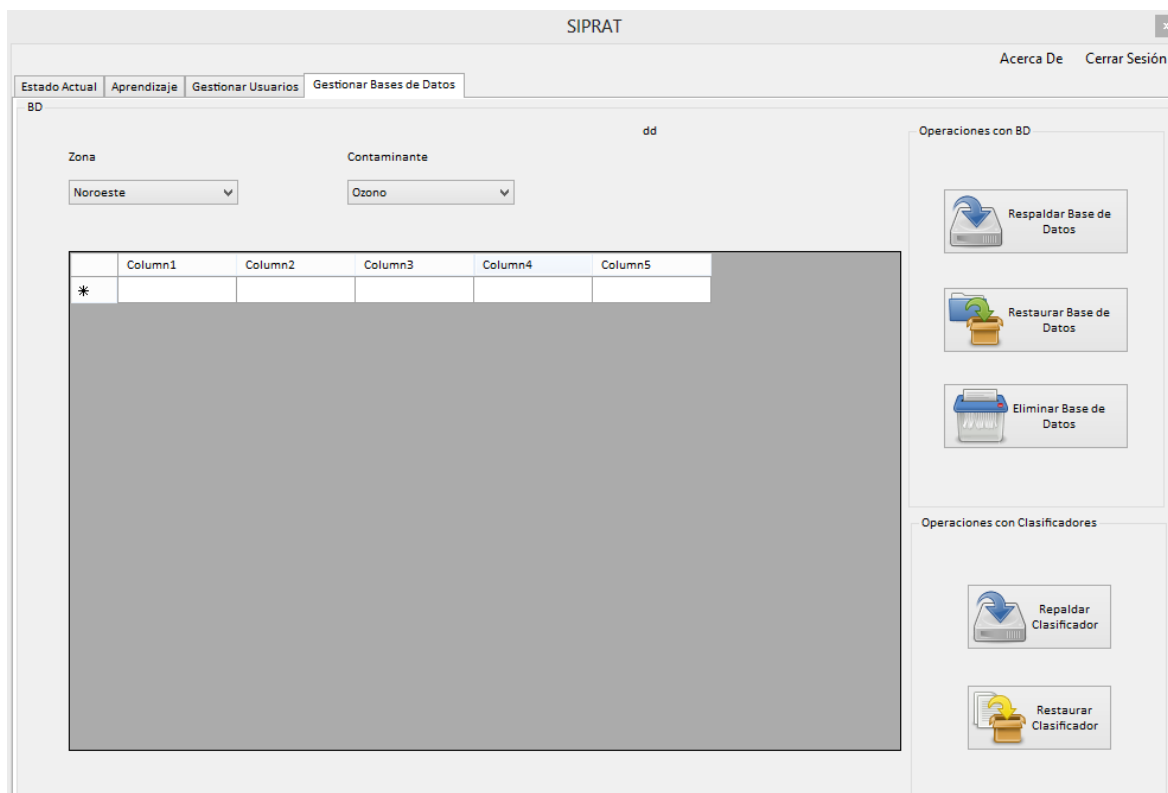 SIPRAT
x
Acerca De Cerrar Sesión
Estado Actual Aprendizaje Gestionar Usuarios Gestionar Bases de Datos
BD
dd
Zona
Contaminante
Noroeste
Ozono
Column1 Column2 Column3 Column4 Column5
*
Operaciones con BD
Respaldar Base de
Datos
Restaurar Base de
Datos
Eliminar Base de
Datos
Operaciones con Clasificadores
Repaldar
Clasificador
Restaurar
Clasificador